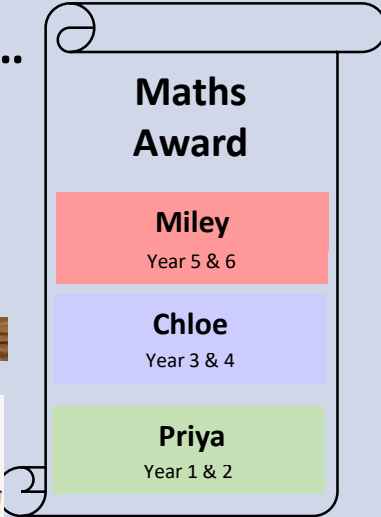 ..
Maths
Award
Miley
Year 5 & 6
Chloe
Year 3 & 4
Priya
Year 1 & 2